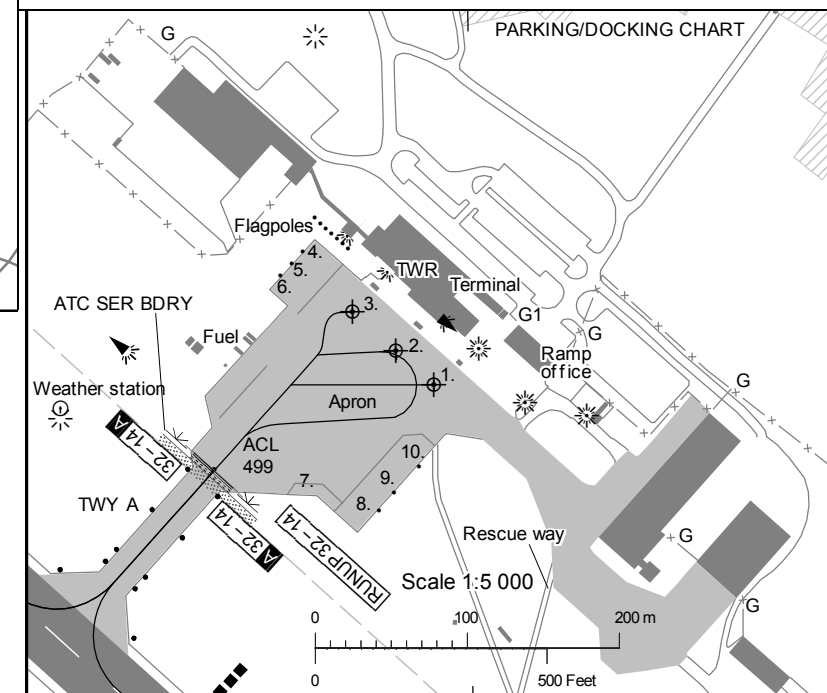 PARKING/DOCKING CHART
G
Flagpoles
4.
5.
6.
TWR
Terminal
ATC SER BDRY
3.
G1
G
Fuel
2.
Ramp
office
Weather station
1.
G
Apron
32-14 A
ACL
499
10.
9.
7.
8.
TWY A
32-14 A
RUNUP 32-14
Rescue way
G
Scale 1:5 000
G
0
100
200 m
0
500 Feet